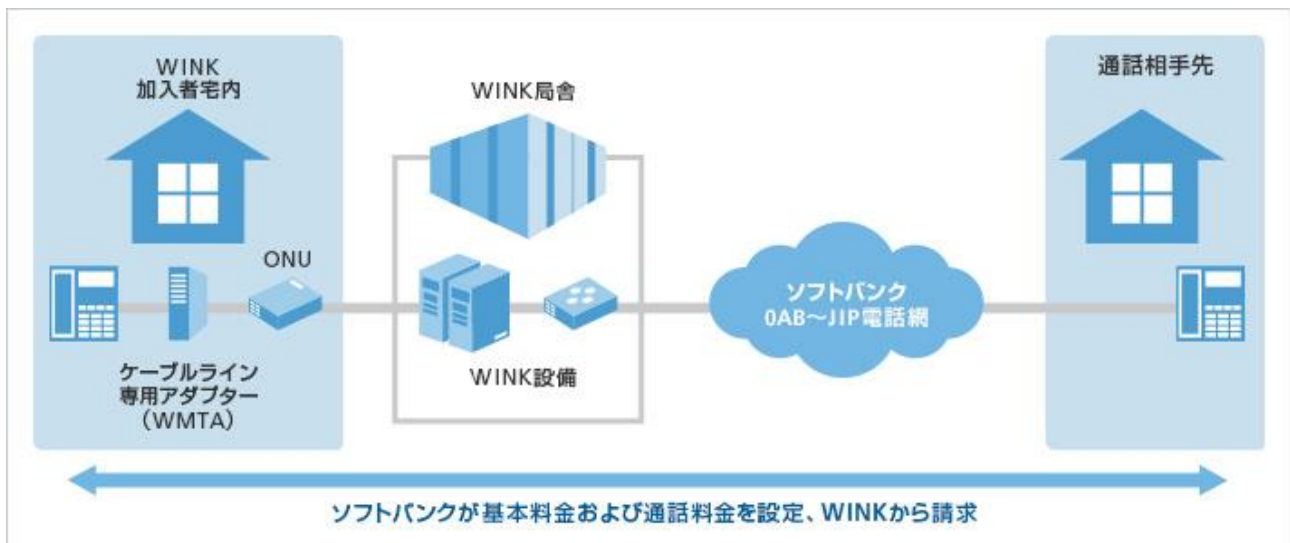 WINK
加入者宅内
WINK局舎
通話相手先
ONU
ソフトバンク
0AB〜JIP電話網
ケーブルライン
専用アダプター
（WMTA）
WINK設備
ソフトバンクが基本料金および通話料金を設定、WINKから請求